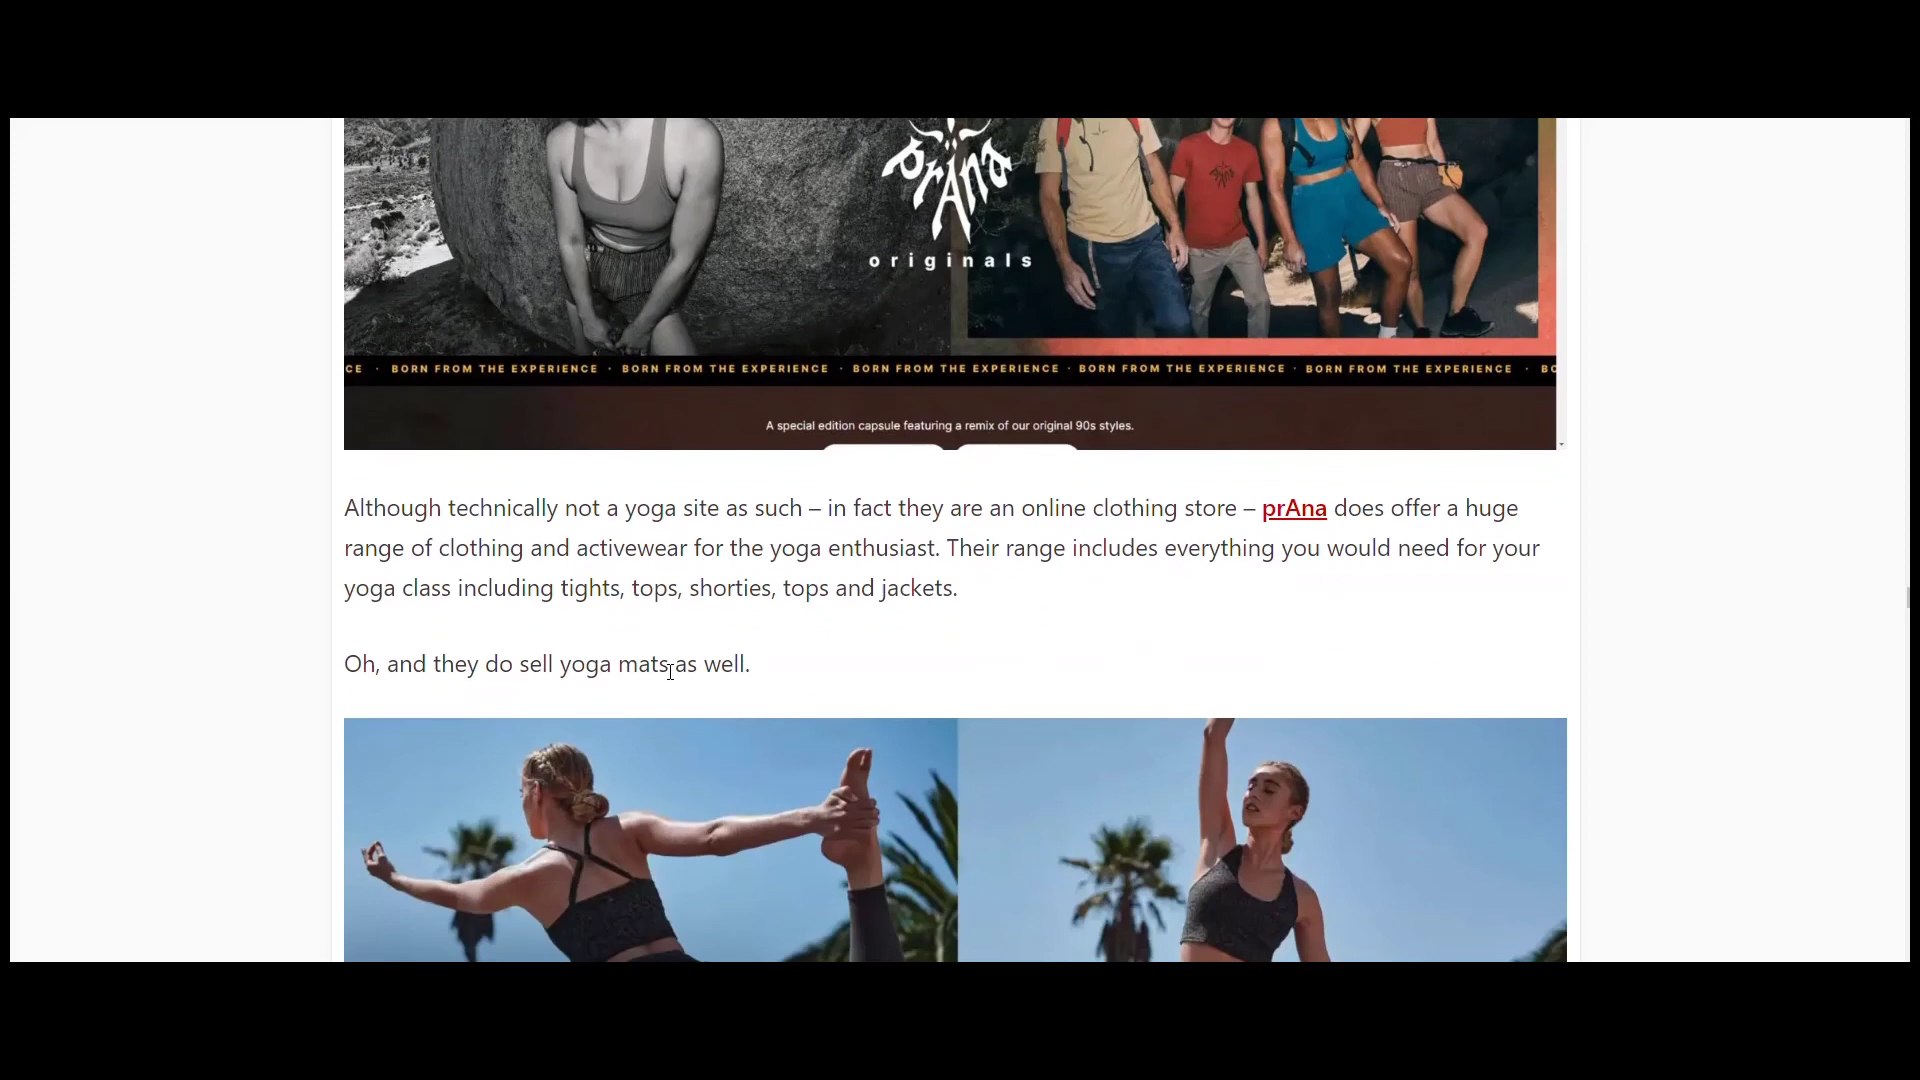 prAna
originals
CE · BORN FROM THE EXPERIENCE · BORN FROM THE EXPERIENCE · BORN FROM THE EXPERIENCE · BORN FROM THE EXPERIENCE · BORN FROM THE EXPERIENCE · BO
A special edition capsule featuring a remix of our original 90s styles.
Although technically not a yoga site as such – in fact they are an online clothing store – prAna does offer a huge
range of clothing and activewear for the yoga enthusiast. Their range includes everything you would need for your
yoga class including tights, tops, shorties, tops and jackets.
Oh, and they do sell yoga mats as well.